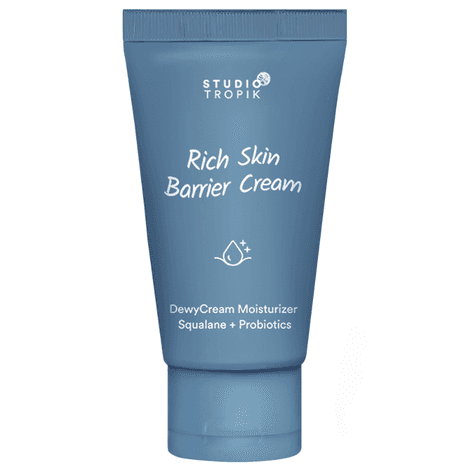 STUDIO
TROPIK
Rich Skin
Barrier Cream
DewyCream Moisturizer
Squalane + Probiotics